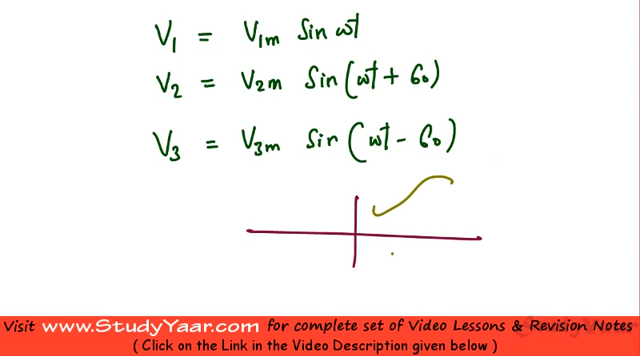 V₁ = V₁ₘ Sin ωt
V₂ = V₂ₘ Sin (ωt + 60)
V₃ = V₃ₘ Sin (ωt - 60)
Visit www.StudyYaar.com for complete set of Video Lessons & Revision Notes
( Click on the Link in the Video Description given below )